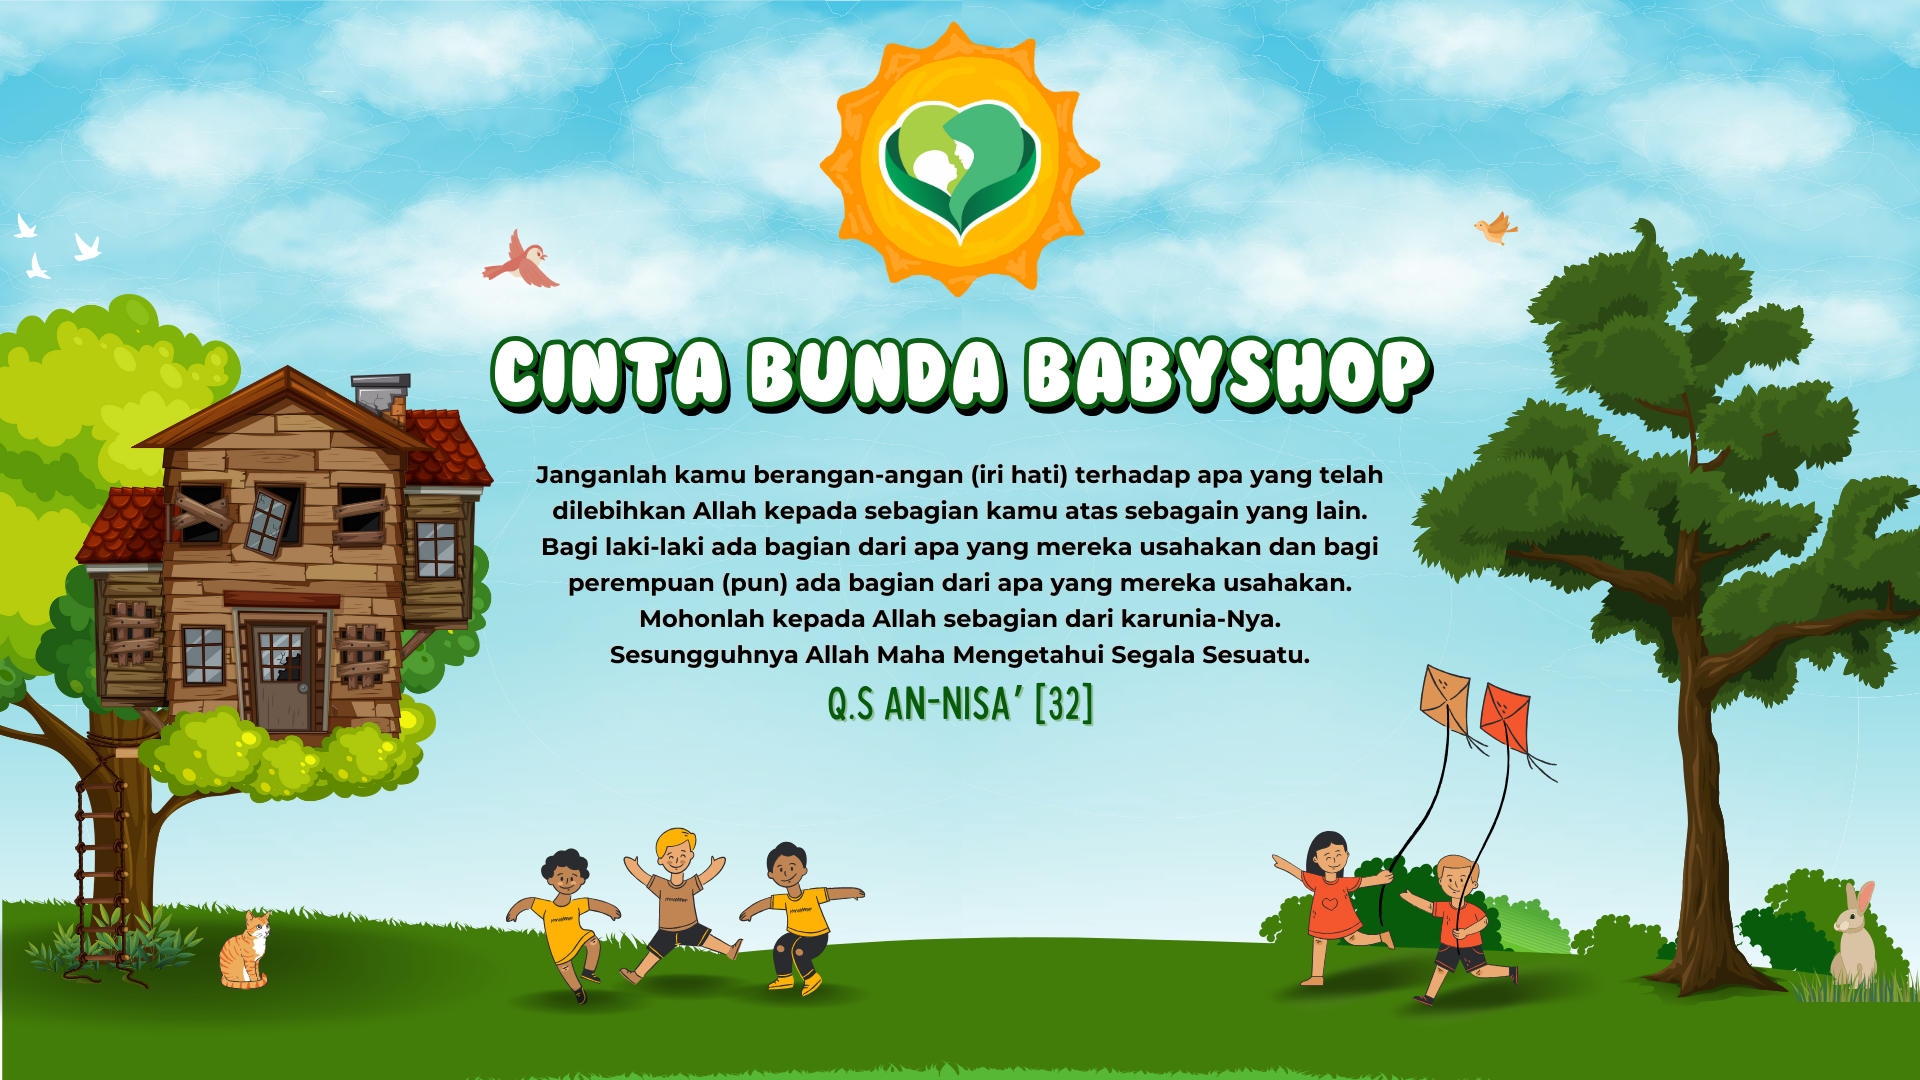 CINTA BUNDA BABYSHOP
Janganlah kamu berangan-angan (iri hati) terhadap apa yang telah
dilebihkan Allah kepada sebagian kamu atas sebagain yang lain.
Bagi laki-laki ada bagian dari apa yang mereka usahakan dan bagi
perempuan (pun) ada bagian dari apa yang mereka usahakan.
Mohonlah kepada Allah sebagian dari karunia-Nya.
Sesungguhnya Allah Maha Mengetahui Segala Sesuatu.
Q.S AN-NISA’ [32]